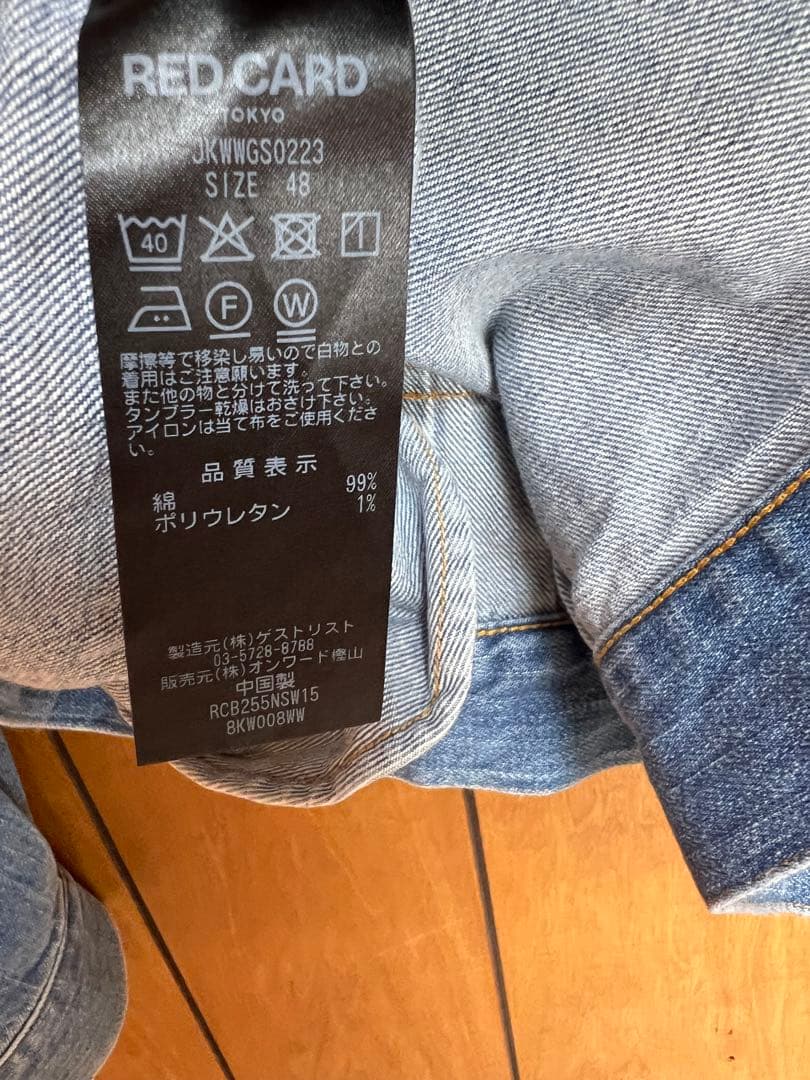 RED CARD
TOKYO
JKWWGS0223
SIZE 48
40
1
F
W
摩擦等で移染し易いので白物との
着用はご注意願います。
また他の物と分けて洗って下さい。
タンブラー乾燥はおさけ下さい。
アイロンは当て布をご使用くださ
い。
品質表示
綿 99%
ポリウレタン 1%
製造元(株)ゲストリスト
03-5728-8788
販売元(株)オンワード樫山
中国製
RCB255NSW15
8KW008WW